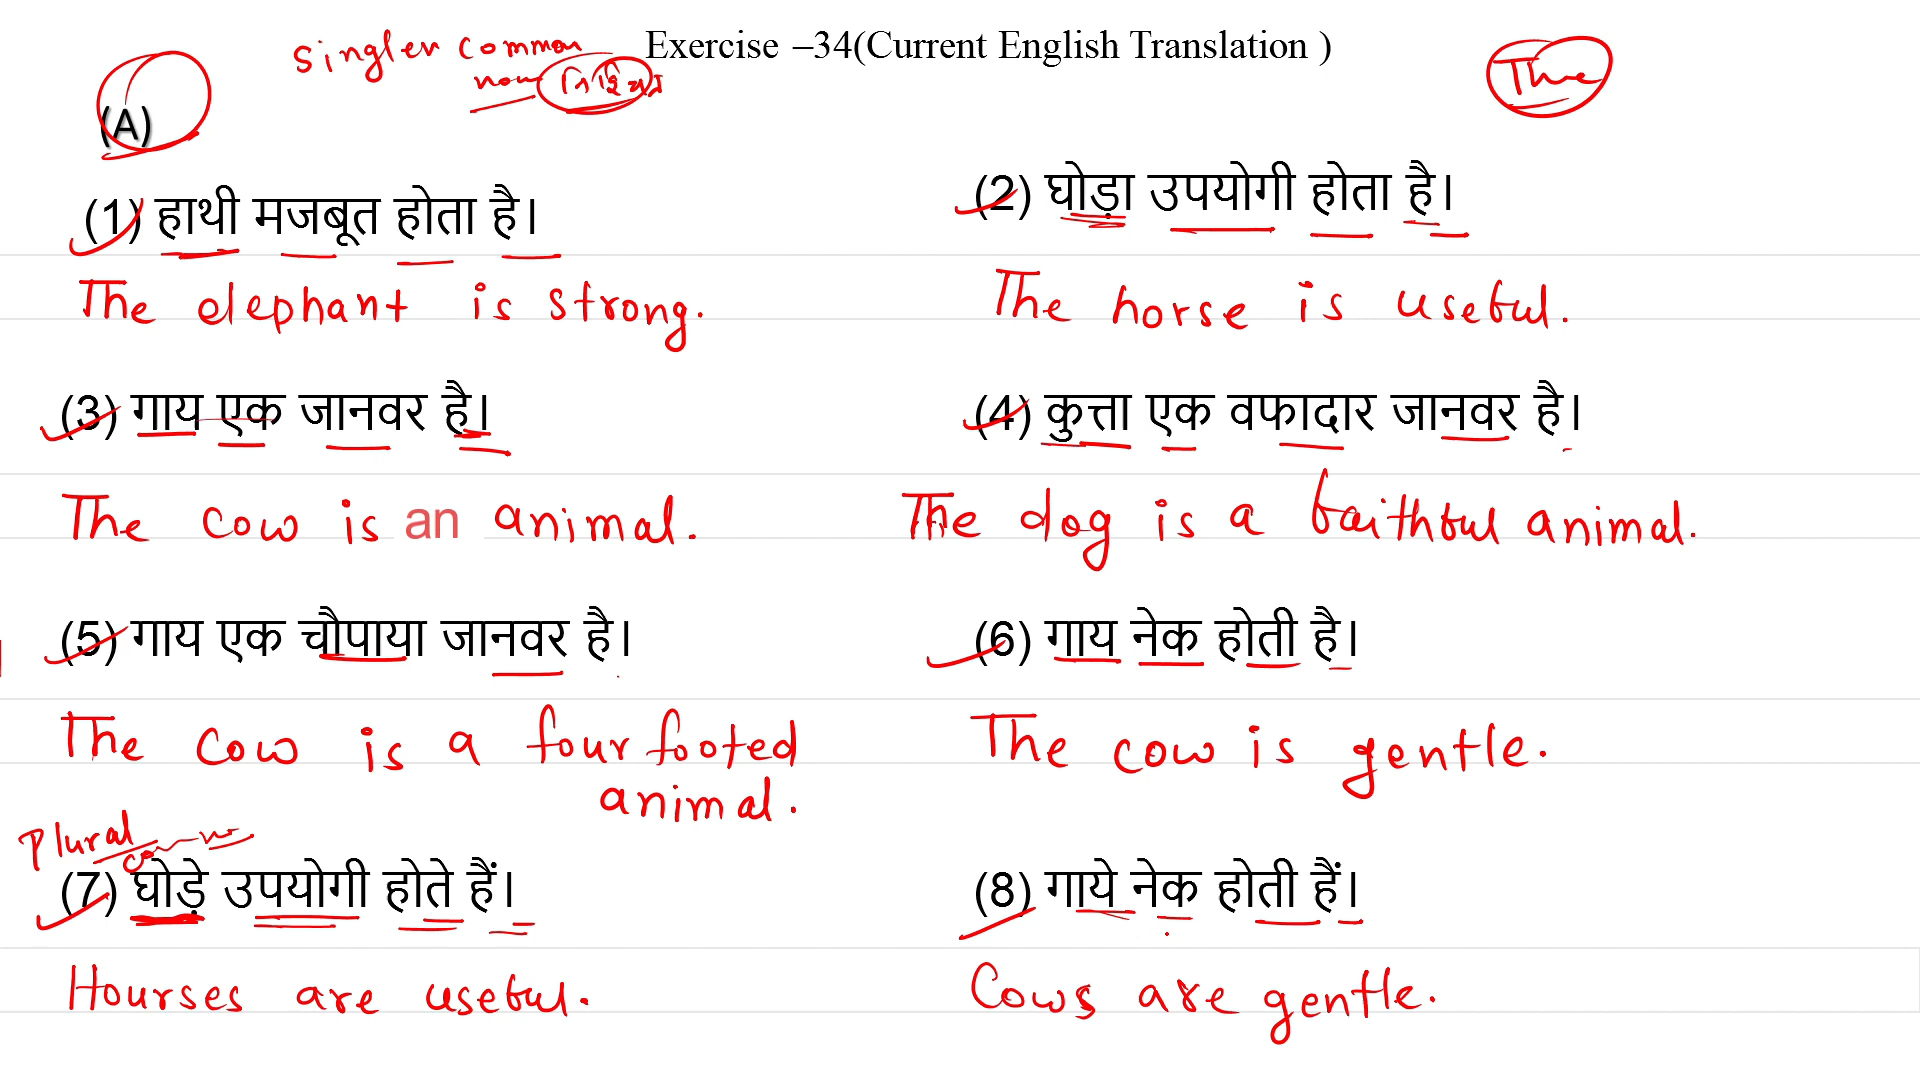 Exercise –34(Current English Translation )
singler common
noun
The
(A)
(1) हाथी मजबूत होता है।
(2) घोड़ा उपयोगी होता है।
The elephant is strong.
The horse is useful.
(3) गाय एक जानवर है।
(4) कुत्ता एक वफादार जानवर है।
The cow is an animal.
The dog is a faithful animal.
(5) गाय एक चौपाया जानवर है।
(6) गाय नेक होती है।
The cow is a four footed
animal.
The cow is gentle.
Plural
(7) घोड़े उपयोगी होते हैं।
(8) गाये नेक होती हैं।
Hourses are useful.
Cows are gentle.